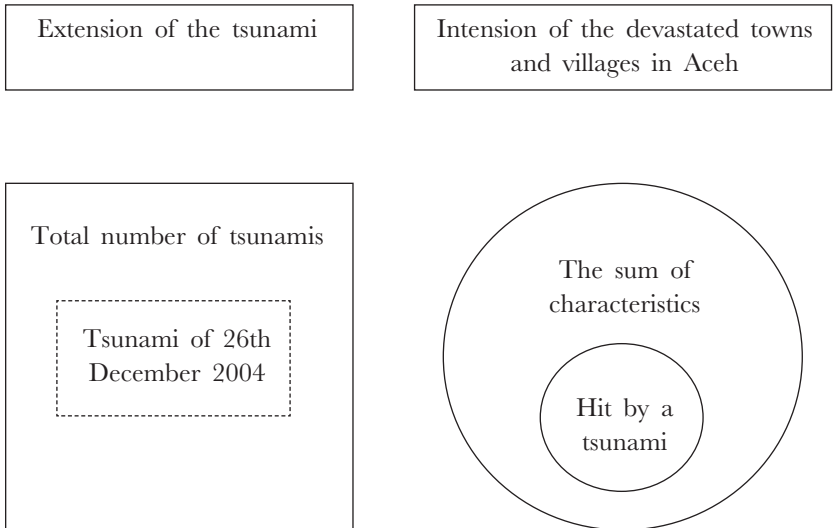 Extension of the tsunami
Intension of the devastated towns
and villages in Aceh
Total number of tsunamis
Tsunami of 26th
December 2004
The sum of
characteristics
Hit by a
tsunami